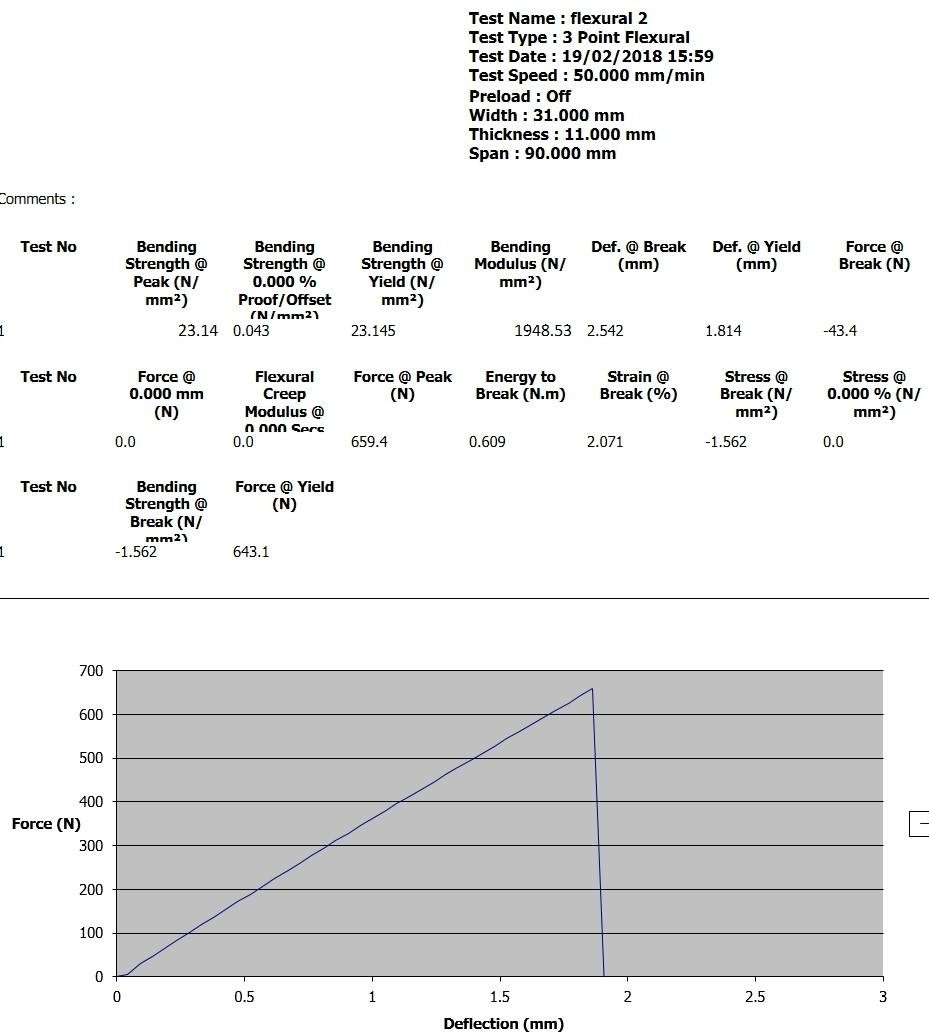 Test Name : flexural 2
Test Type : 3 Point Flexural
Test Date : 19/02/2018 15:59
Test Speed : 50.000 mm/min
Preload : Off
Width : 31.000 mm
Thickness : 11.000 mm
Span : 90.000 mm
Comments :
Test No Bending Strength @ Peak (N/mm²) Bending Strength @ 0.000 % Proof/Offset (N/mm²) Bending Strength @ Yield (N/mm²) Bending Modulus (N/mm²) Def. @ Break (mm) Def. @ Yield (mm) Force @ Break (N)
1 23.14 0.043 23.145 1948.53 2.542 1.814 -43.4
Test No Force @ 0.000 mm (N) Flexural Creep Modulus @ 0.000 Secs Force @ Peak (N) Energy to Break (N.m) Strain @ Break (%) Stress @ Break (N/mm²) Stress @ 0.000 % (N/mm²)
1 0.0 0.0 659.4 0.609 2.071 -1.562 0.0
Test No Bending Strength @ Break (N/mm²) Force @ Yield (N)
1 -1.562 643.1
700
600
500
400
Force (N)
300
200
100
0
0 0.5 1 1.5 2 2.5 3
Deflection (mm)